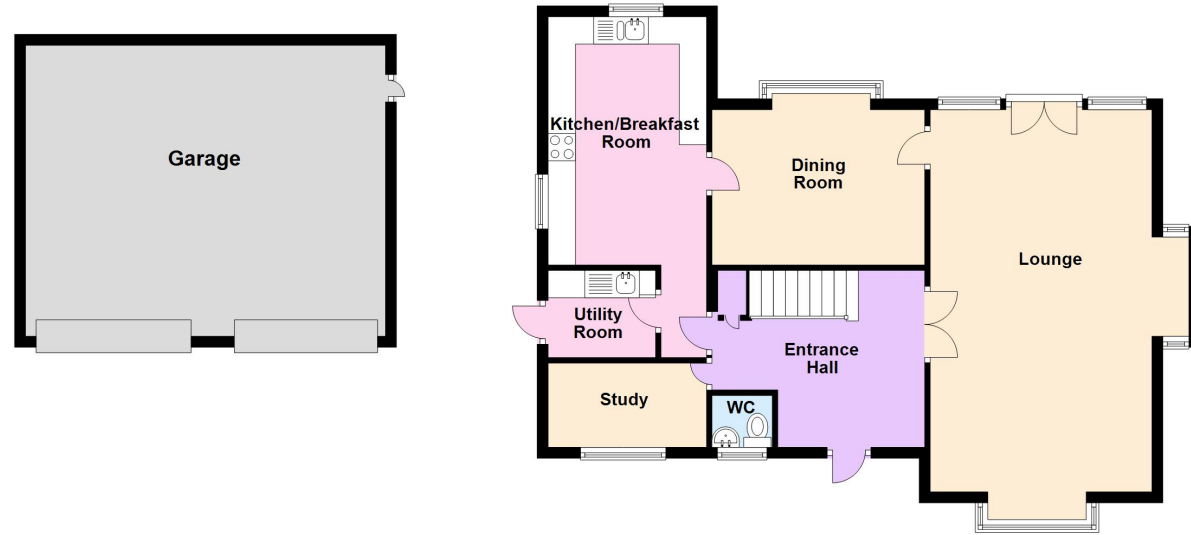 Garage
Kitchen/Breakfast
Room
Dining
Room
Lounge
Utility
Room
Entrance
Hall
Study
WC